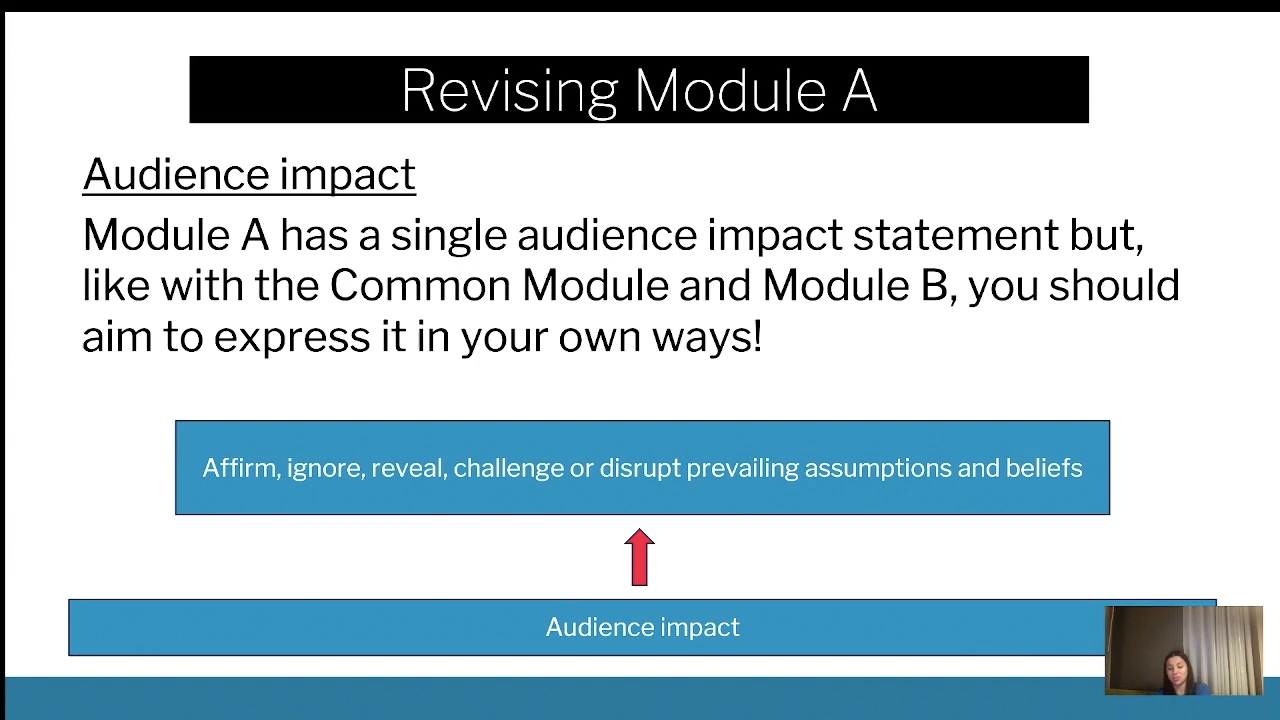 Revising Module A
Audience impact
Module A has a single audience impact statement but,
like with the Common Module and Module B, you should
aim to express it in your own ways!
Affirm, ignore, reveal, challenge or disrupt prevailing assumptions and beliefs
Audience impact